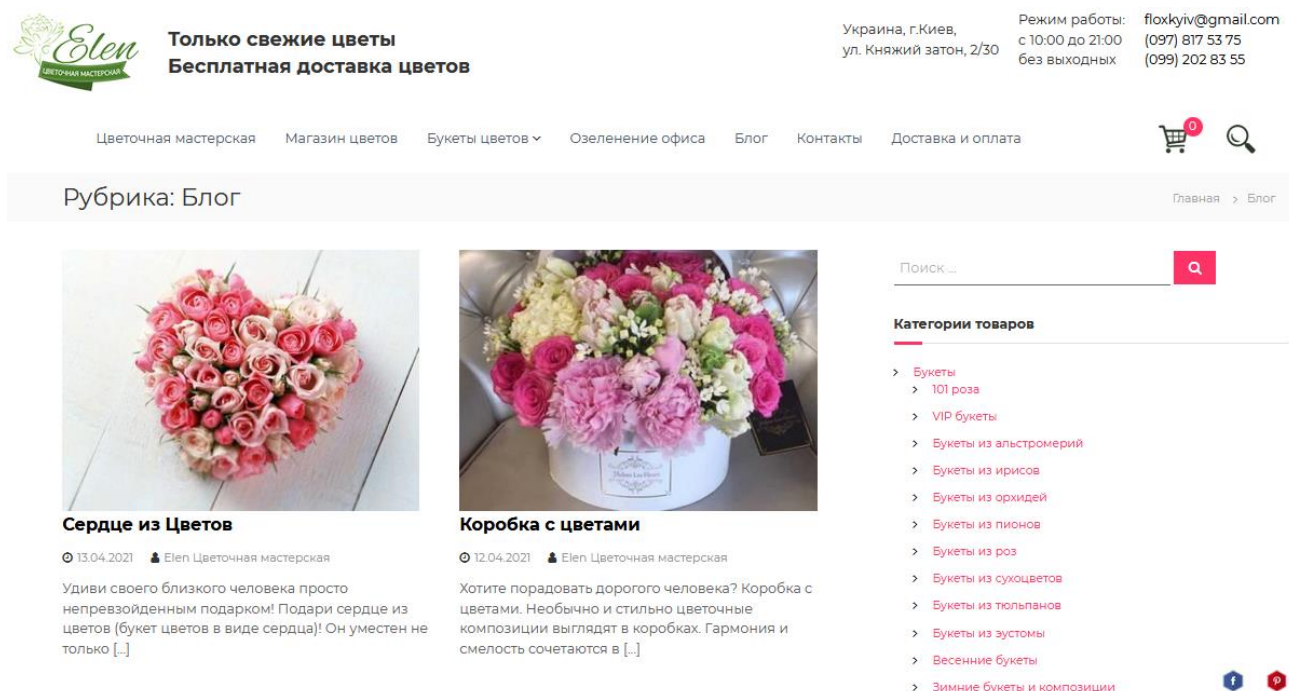 Elen
ЦВЕТОЧНАЯ МАСТЕРСКАЯ
Только свежие цветы
Бесплатная доставка цветов
Украина, г.Киев,
ул. Княжий затон, 2/30
Режим работы:
с 10:00 до 21:00
без выходных
floxkyiv@gmail.com
(097) 817 53 75
(099) 202 83 55
Цветочная мастерская Магазин цветов Букеты цветов Озеленение офиса Блог Контакты Доставка и оплата
0
Рубрика: Блог
Главная > Блог
Сердце из Цветов
13.04.2021 Elen Цветочная мастерская
Удиви своего близкого человека просто
непревзойденным подарком! Подари сердце из
цветов (букет цветов в виде сердца)! Он уместен не
только [...]
Коробка с цветами
12.04.2021 Elen Цветочная мастерская
Хотите порадовать дорогого человека? Коробка с
цветами. Необычно и стильно цветочные
композиции выглядят в коробках. Гармония и
смелость сочетаются в [...]
Поиск ...
Категории товаров
Букеты
101 роза
VIP букеты
Букеты из альстромерий
Букеты из ирисов
Букеты из орхидей
Букеты из пионов
Букеты из роз
Букеты из сухоцветов
Букеты из тюльпанов
Букеты из эустомы
Весенние букеты
Зимние букеты и композиции